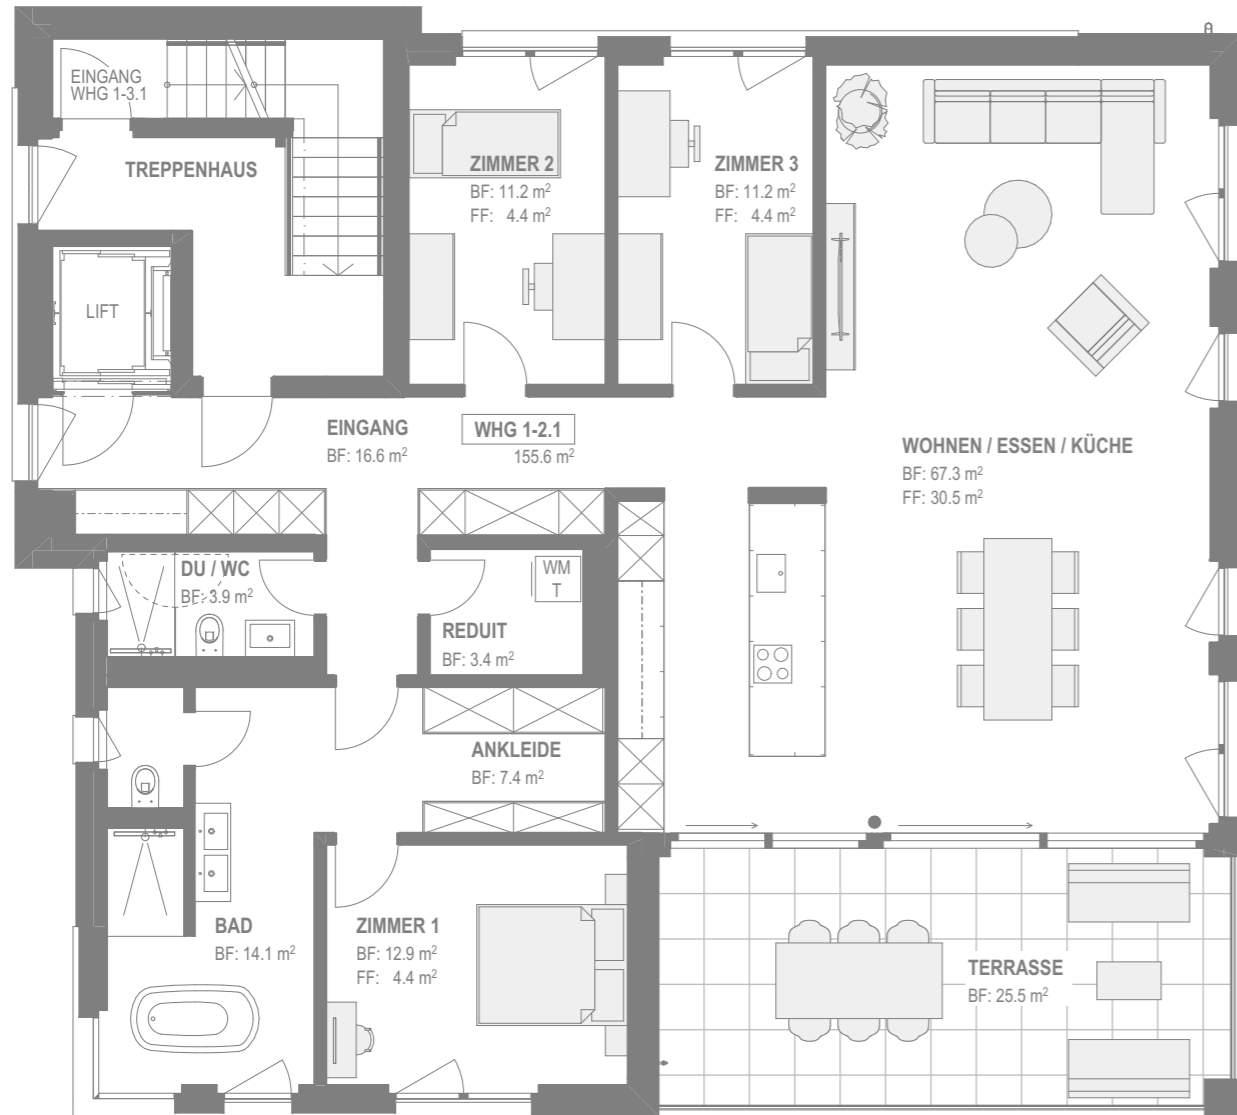 EINGANG
WHG 1-3.1
TREPPENHAUS
LIFT
ZIMMER 2
BF: 11.2 m²
FF: 4.4 m²
ZIMMER 3
BF: 11.2 m²
FF: 4.4 m²
EINGANG
BF: 16.6 m²
WHG 1-2.1
155.6 m²
WOHNEN / ESSEN / KÜCHE
BF: 67.3 m²
FF: 30.5 m²
DU / WC
BF: 3.9 m²
WM
T
REDUIT
BF: 3.4 m²
ANKLEIDE
BF: 7.4 m²
BAD
BF: 14.1 m²
ZIMMER 1
BF: 12.9 m²
FF: 4.4 m²
TERRASSE
BF: 25.5 m²